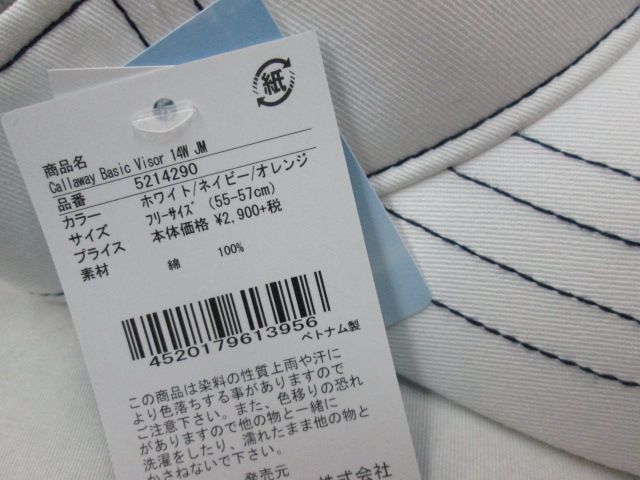 紙
商品名
Callaway Basic Visor 14W JM
品番 5214290
カラー ホワイト/ネイビー/オレンジ
サイズ フリーサイズ (55-57cm)
プライス 本体価格 ¥2,900+税
素材 綿 100%
4520179613956
ベトナム製
この商品は染料の性質上雨や汗に
より色落ちする事がありますので
ご注意下さい。また、色移りの恐れ
がありますので他の物と一緒に
洗濯をしたり、濡れたまま他の物と
かさねないで下さい。
発売元
株式会社